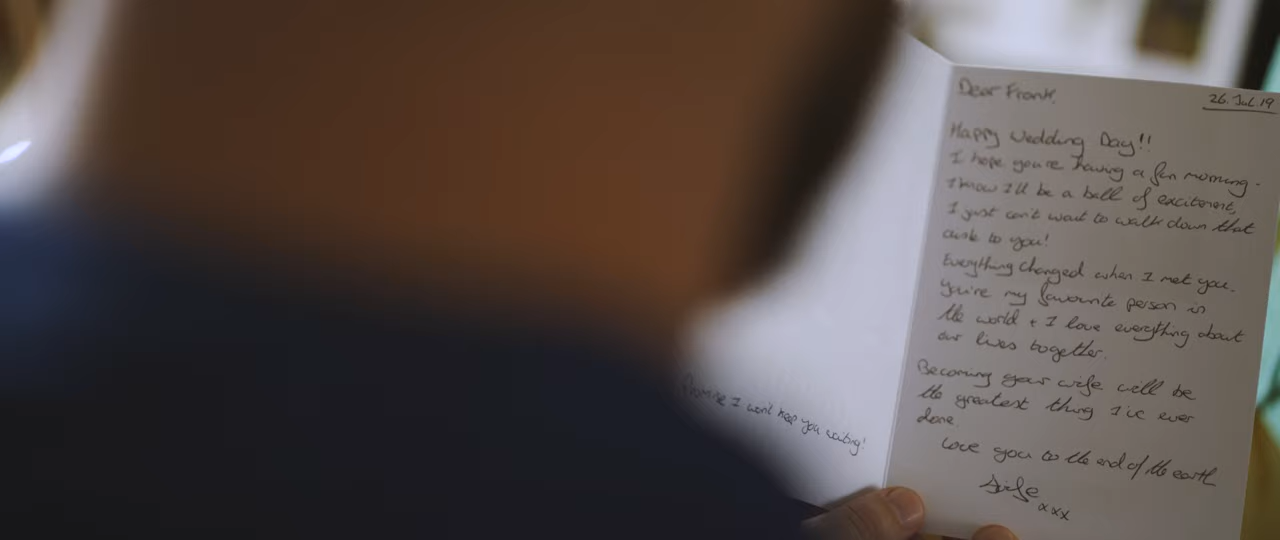 Promise I won't keep you waiting!
Dear Frank,
26. Jul. 19
Happy Wedding Day!!
I hope you're having a fun morning -
I know I'll be a ball of excitement,
I just can't wait to walk down that
aisle to you!
Everything changed when I met you.
You're my favourite person in
the world + I love everything about
our lives together.
Becoming your wife will be
the greatest thing I've ever
done.
Love you to the end of the earth
Aoife
xxx